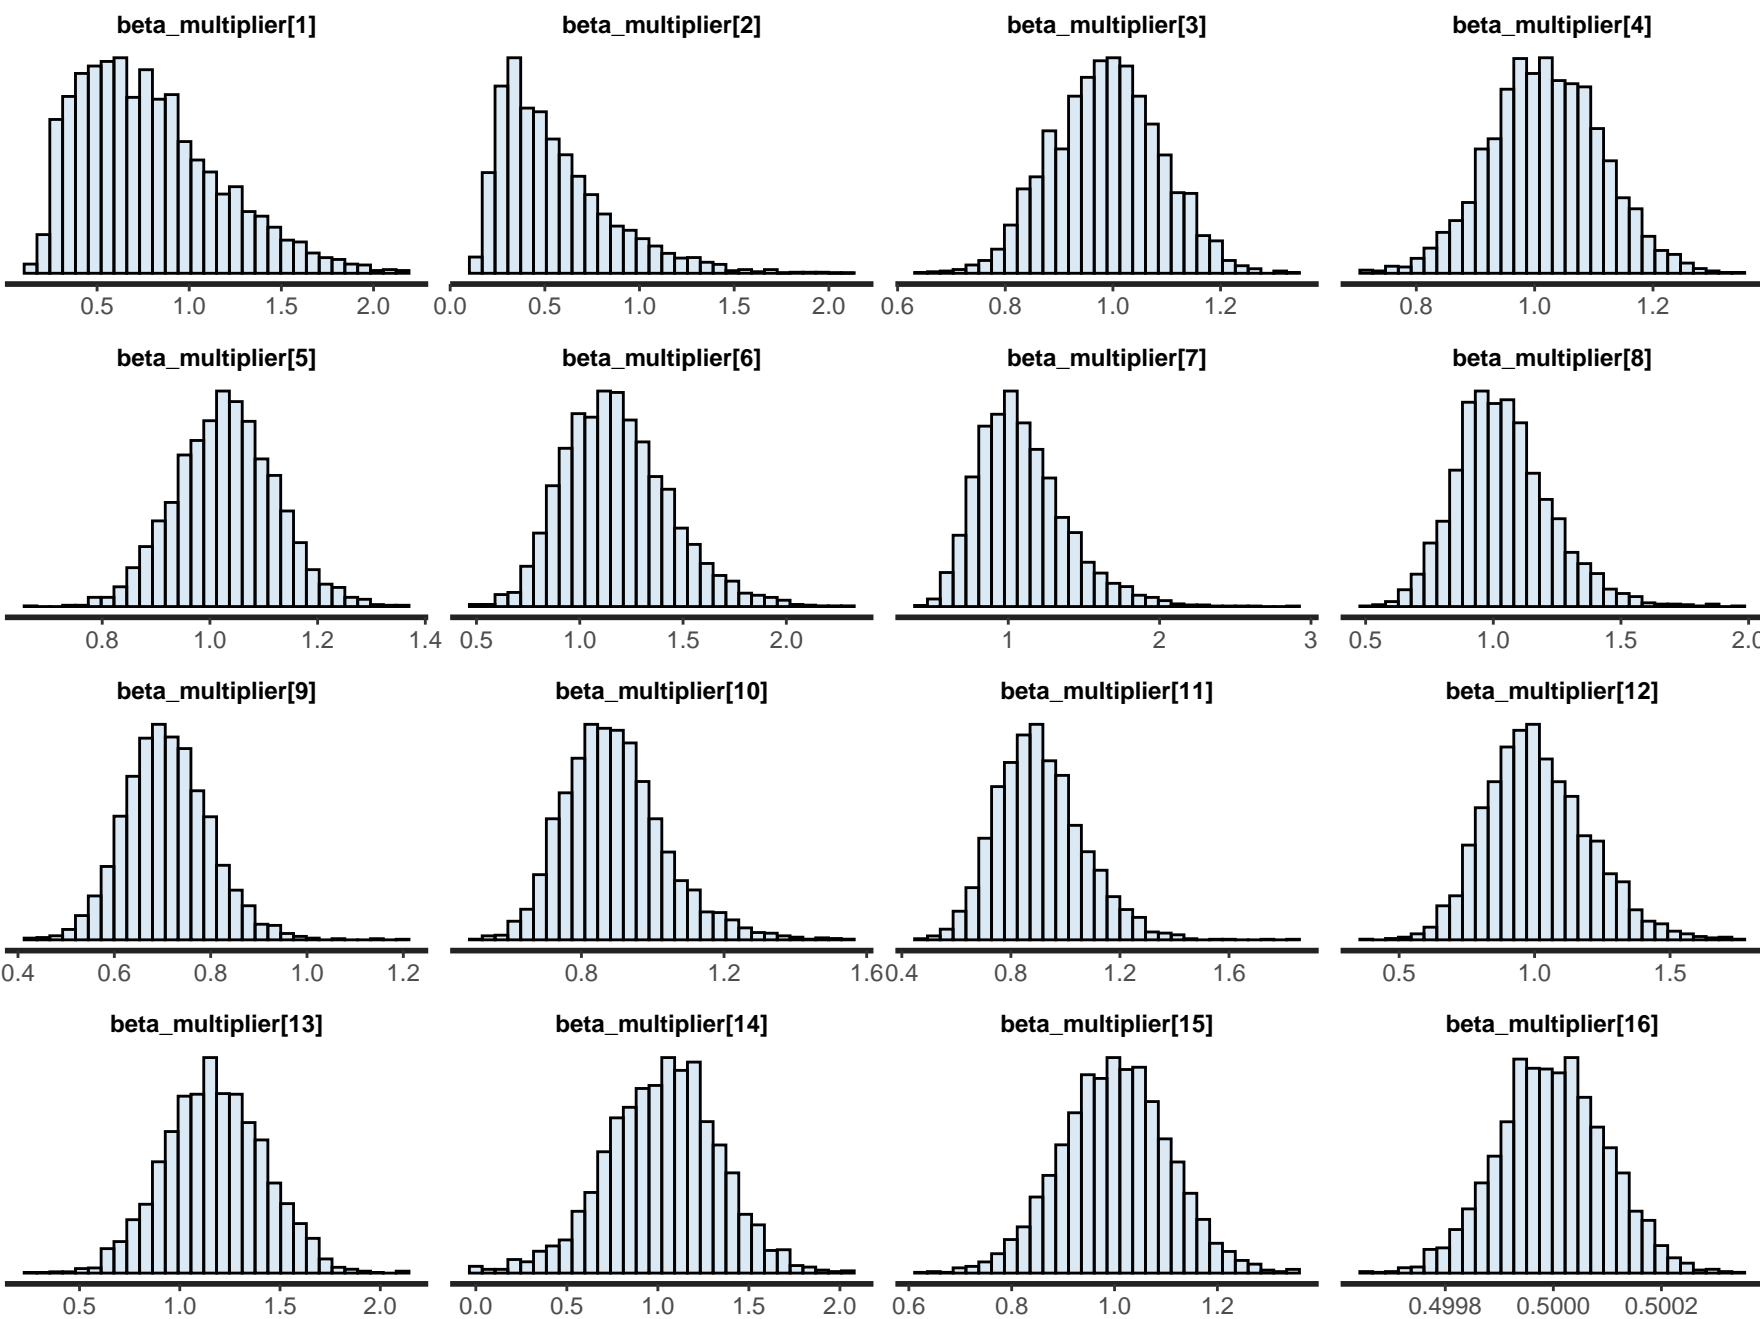 beta_multiplier[1] beta_multiplier[2] beta_multiplier[3] beta_multiplier[4]
0.5 1.0 1.5 2.0 0.0 0.5 1.0 1.5 2.0 0.6 0.8 1.0 1.2 0.8 1.0 1.2
beta_multiplier[5] beta_multiplier[6] beta_multiplier[7] beta_multiplier[8]
0.8 1.0 1.2 1.4 0.5 1.0 1.5 2.0 1 2 3 0.5 1.0 1.5 2.0
beta_multiplier[9] beta_multiplier[10] beta_multiplier[11] beta_multiplier[12]
0.4 0.6 0.8 1.0 1.2 0.8 1.2 1.6 0.4 0.8 1.2 1.6 0.5 1.0 1.5
beta_multiplier[13] beta_multiplier[14] beta_multiplier[15] beta_multiplier[16]
0.5 1.0 1.5 2.0 0.0 0.5 1.0 1.5 2.0 0.6 0.8 1.0 1.2 0.4998 0.5000 0.5002